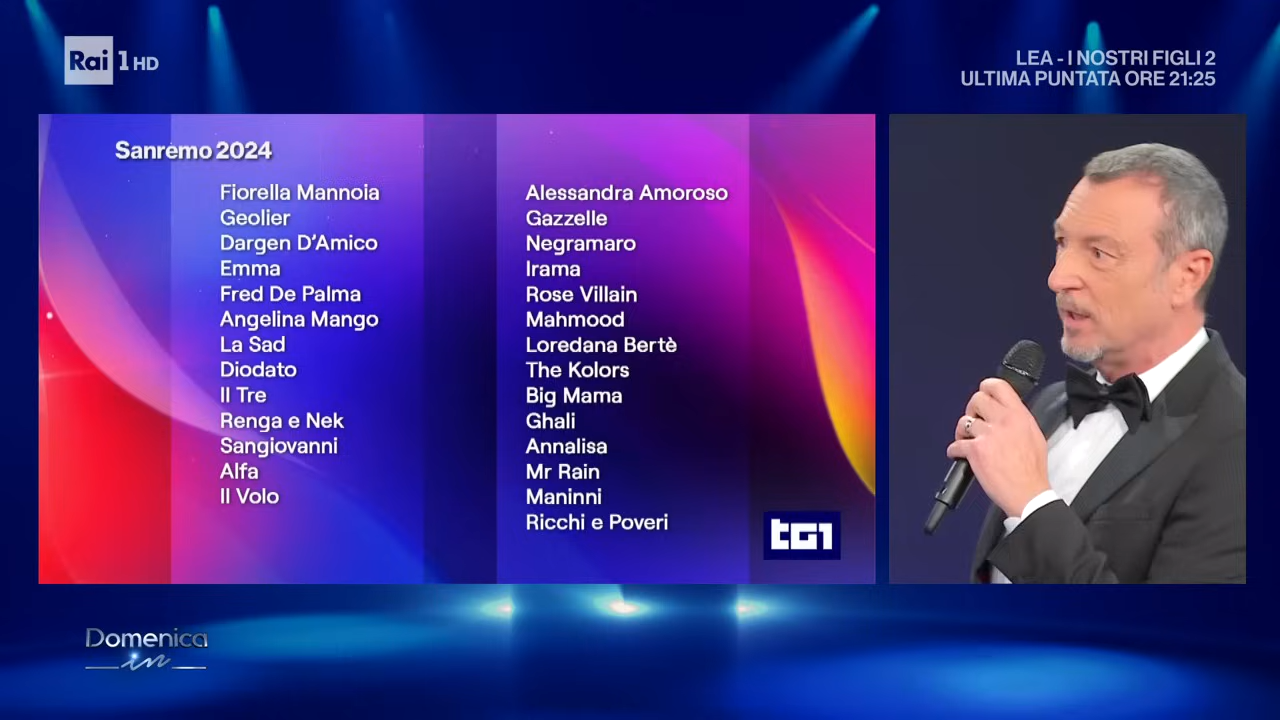 Rai 1 HD
LEA - I NOSTRI FIGLI 2
ULTIMA PUNTATA ORE 21:25
Sanremo 2024
Fiorella Mannoia
Geolier
Dargen D'Amico
Emma
Fred De Palma
Angelina Mango
La Sad
Diodato
Il Tre
Renga e Nek
Sangiovanni
Alfa
Il Volo
Alessandra Amoroso
Gazzelle
Negramaro
Irama
Rose Villain
Mahmood
Loredana Bertè
The Kolors
Big Mama
Ghali
Annalisa
Mr Rain
Maninni
Ricchi e Poveri
tG1
Domenica
in